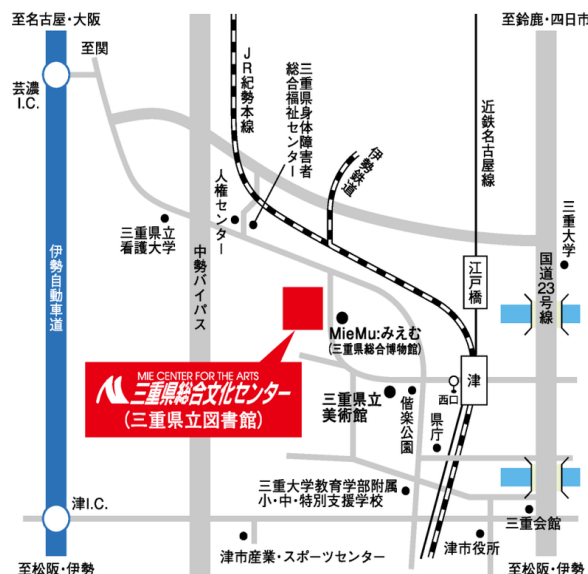 至名古屋・大阪
至関
至鈴鹿・四日市
芸濃
I.C.
JR紀勢本線
三重県身体障害者
総合福祉センター
伊勢鉄道
近鉄名古屋線
人権センター
三重県立
看護大学
三重大学
伊勢自動車道
中勢バイパス
江戸橋
国道23号線
MieMu:みえむ
(三重県総合博物館)
MIE CENTER FOR THE ARTS
三重県総合文化センター
(三重県立図書館)
津
西口
三重県立
美術館
偕楽公園
県庁
三重大学教育学部附属
小・中・特別支援学校
津I.C.
三重会館
津市産業・スポーツセンター
津市役所
至松阪・伊勢
至松阪・伊勢